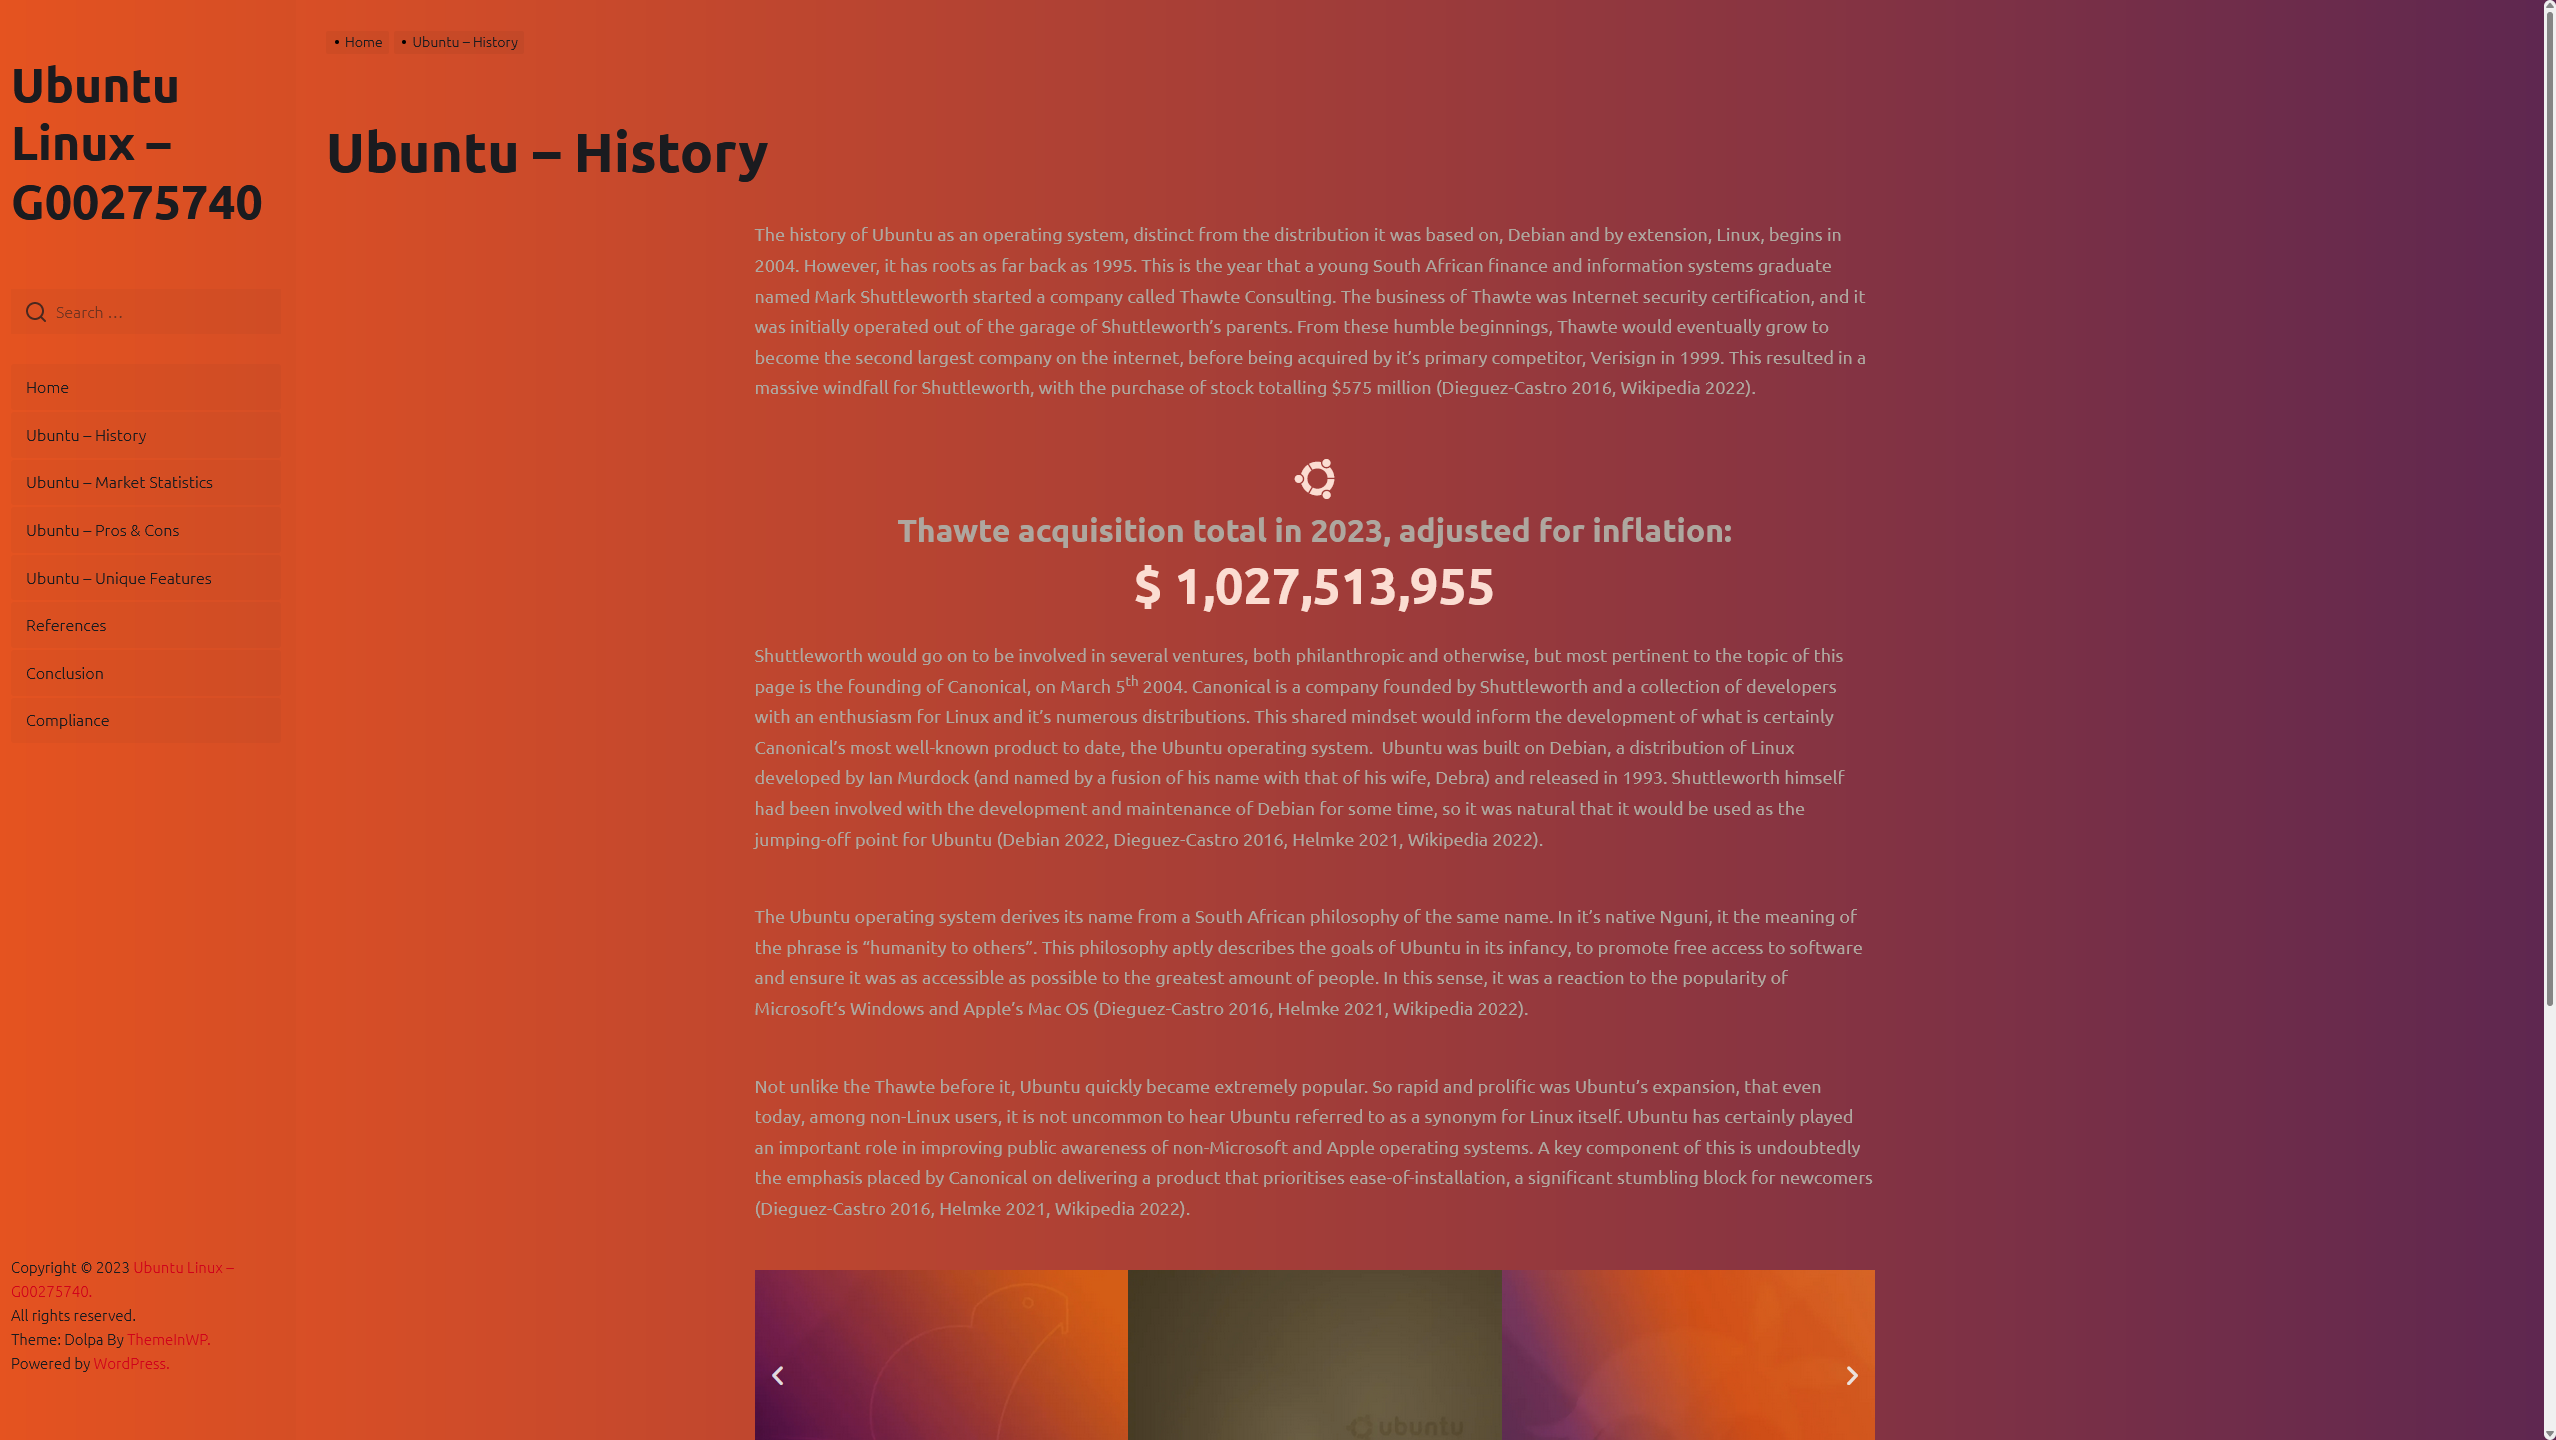 Home
Ubuntu – History
Ubuntu
Linux –
G00275740
Search …
Home
Ubuntu – History
Ubuntu – Market Statistics
Ubuntu – Pros & Cons
Ubuntu – Unique Features
References
Conclusion
Compliance
Copyright © 2023 Ubuntu Linux –
G00275740.
All rights reserved.
Theme: Dolpa By ThemeInWP.
Powered by WordPress.
Ubuntu – History
The history of Ubuntu as an operating system, distinct from the distribution it was based on, Debian and by extension, Linux, begins in
2004. However, it has roots as far back as 1995. This is the year that a young South African finance and information systems graduate
named Mark Shuttleworth started a company called Thawte Consulting. The business of Thawte was Internet security certification, and it
was initially operated out of the garage of Shuttleworth’s parents. From these humble beginnings, Thawte would eventually grow to
become the second largest company on the internet, before being acquired by it’s primary competitor, Verisign in 1999. This resulted in a
massive windfall for Shuttleworth, with the purchase of stock totalling $575 million (Dieguez-Castro 2016, Wikipedia 2022).
Thawte acquisition total in 2023, adjusted for inflation:
$ 1,027,513,955
Shuttleworth would go on to be involved in several ventures, both philanthropic and otherwise, but most pertinent to the topic of this
page is the founding of Canonical, on March 5th 2004. Canonical is a company founded by Shuttleworth and a collection of developers
with an enthusiasm for Linux and it’s numerous distributions. This shared mindset would inform the development of what is certainly
Canonical’s most well-known product to date, the Ubuntu operating system.  Ubuntu was built on Debian, a distribution of Linux
developed by Ian Murdock (and named by a fusion of his name with that of his wife, Debra) and released in 1993. Shuttleworth himself
had been involved with the development and maintenance of Debian for some time, so it was natural that it would be used as the
jumping-off point for Ubuntu (Debian 2022, Dieguez-Castro 2016, Helmke 2021, Wikipedia 2022).
The Ubuntu operating system derives its name from a South African philosophy of the same name. In it’s native Nguni, it the meaning of
the phrase is “humanity to others”. This philosophy aptly describes the goals of Ubuntu in its infancy, to promote free access to software
and ensure it was as accessible as possible to the greatest amount of people. In this sense, it was a reaction to the popularity of
Microsoft’s Windows and Apple’s Mac OS (Dieguez-Castro 2016, Helmke 2021, Wikipedia 2022).
Not unlike the Thawte before it, Ubuntu quickly became extremely popular. So rapid and prolific was Ubuntu’s expansion, that even
today, among non-Linux users, it is not uncommon to hear Ubuntu referred to as a synonym for Linux itself. Ubuntu has certainly played
an important role in improving public awareness of non-Microsoft and Apple operating systems. A key component of this is undoubtedly
the emphasis placed by Canonical on delivering a product that prioritises ease-of-installation, a significant stumbling block for newcomers
(Dieguez-Castro 2016, Helmke 2021, Wikipedia 2022).
ubuntu